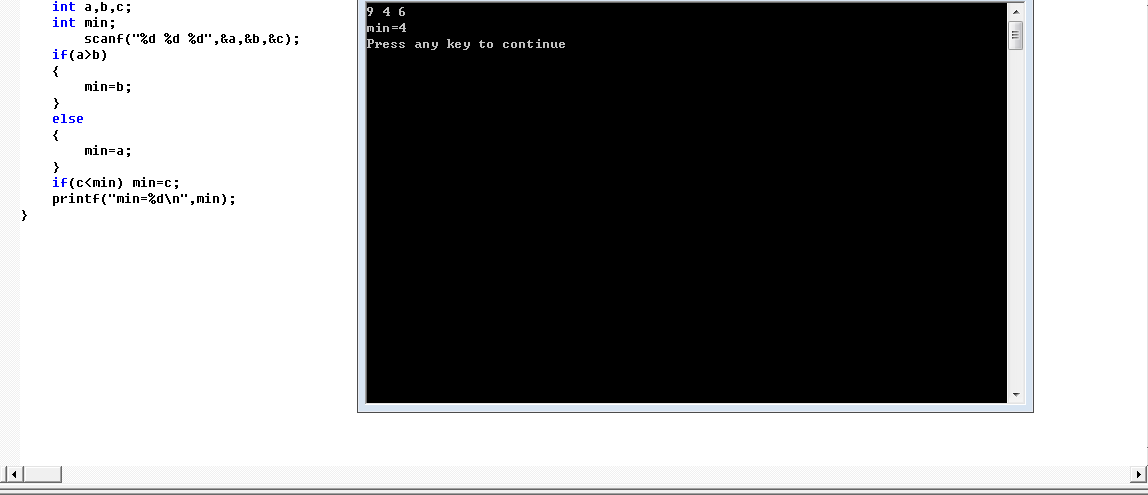 int a,b,c;
int min;
scanf("%d %d %d",&a,&b,&c);
if(a>b)
{
min=b;
}
else
{
min=a;
}
if(c<min) min=c;
printf("min=%d\n",min);
}
9 4 6
min=4
Press any key to continue